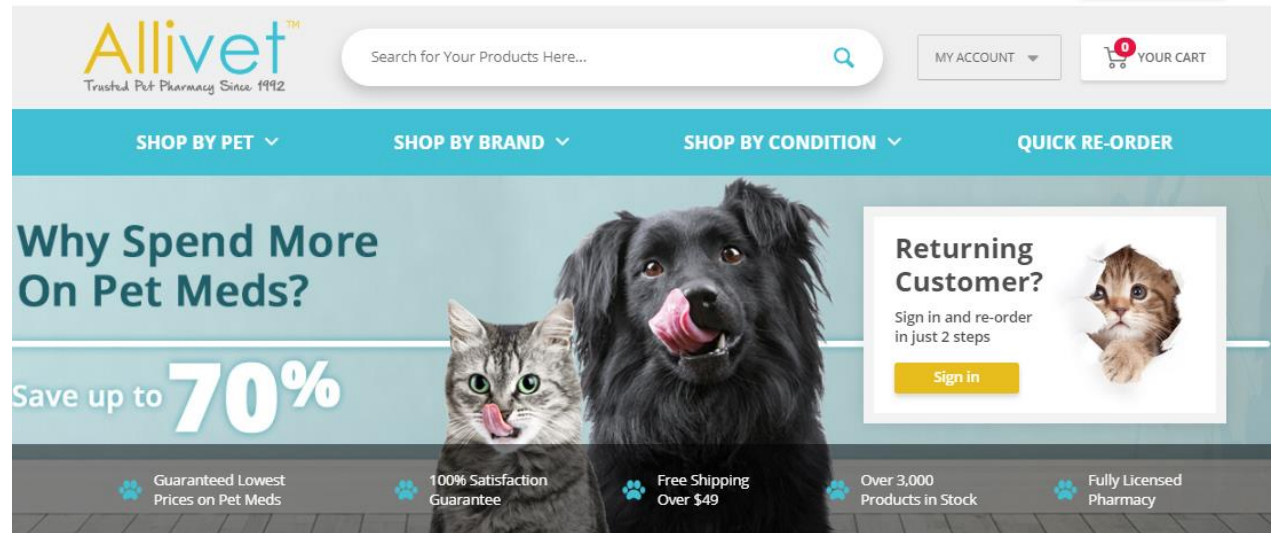 Allivet™
Trusted Pet Pharmacy Since 1992
Search for Your Products Here...
MY ACCOUNT
0
YOUR CART
SHOP BY PET
SHOP BY BRAND
SHOP BY CONDITION
QUICK RE-ORDER
Why Spend More
On Pet Meds?
Save up to 70%
Returning
Customer?
Sign in and re-order
in just 2 steps
Sign in
Guaranteed Lowest
Prices on Pet Meds
100% Satisfaction
Guarantee
Free Shipping
Over $49
Over 3,000
Products in Stock
Fully Licensed
Pharmacy